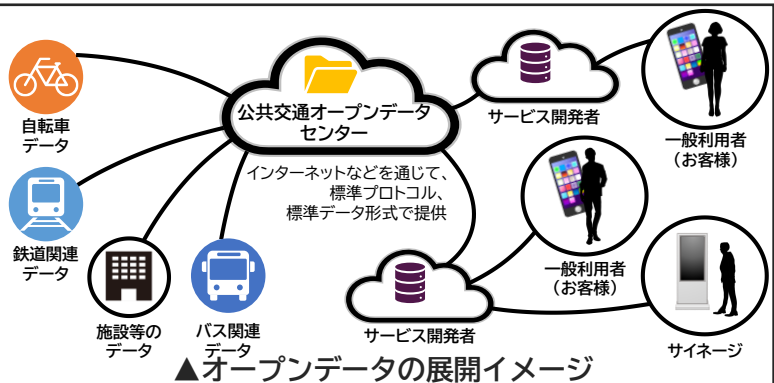 自転車
データ
鉄道関連
データ
施設等の
データ
バス関連
データ
公共交通オープンデータ
センター
インターネットなどを通じて、
標準プロトコル、
標準データ形式で提供
サービス開発者
一般利用者
(お客様)
一般利用者
(お客様)
サービス開発者
サイネージ
▲オープンデータの展開イメージ